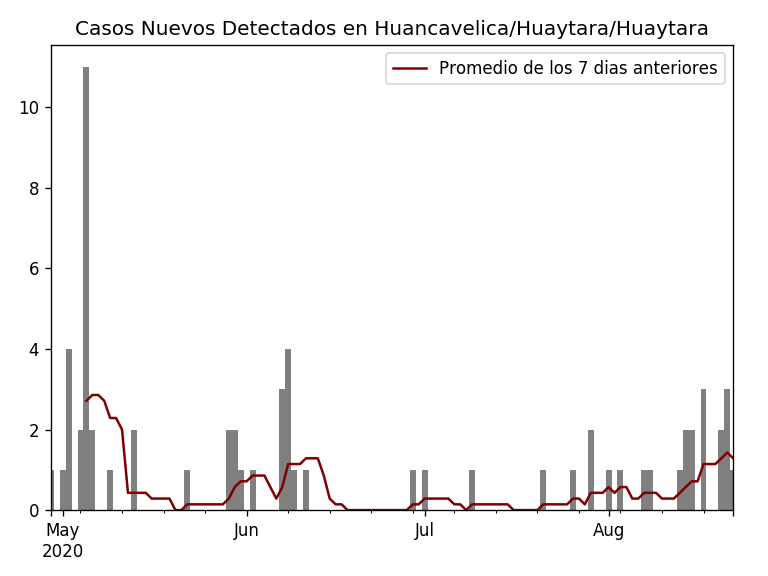 Casos Nuevos Detectados en Huancavelica/Huaytara/Huaytara
Promedio de los 7 dias anteriores
10
8
6
4
2
0
May Jun Jul Aug
2020